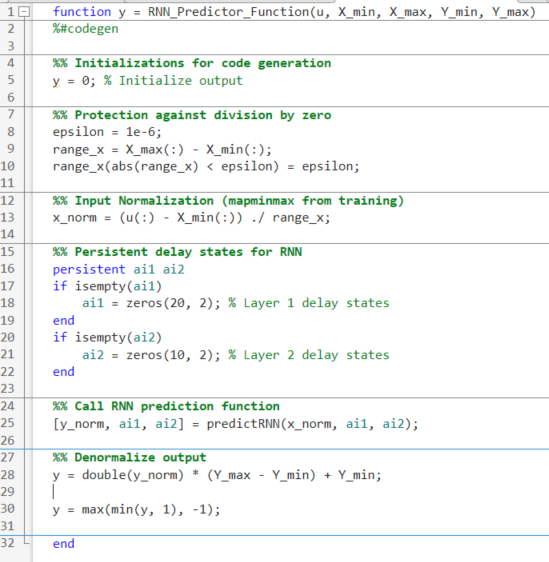 1 function y = RNN_Predictor_Function(u, X_min, X_max, Y_min, Y_max)
2 %#codegen
3
4 %% Initializations for code generation
5 y = 0; % Initialize output
6
7 %% Protection against division by zero
8 epsilon = 1e-6;
9 range_x = X_max(:) - X_min(:);
10 range_x(abs(range_x) < epsilon) = epsilon;
11
12 %% Input Normalization (mapminmax from training)
13 x_norm = (u(:) - X_min(:)) ./ range_x;
14
15 %% Persistent delay states for RNN
16 persistent ai1 ai2
17 if isempty(ai1)
18 ai1 = zeros(20, 2); % Layer 1 delay states
19 end
20 if isempty(ai2)
21 ai2 = zeros(10, 2); % Layer 2 delay states
22 end
23
24 %% Call RNN prediction function
25 [y_norm, ai1, ai2] = predictRNN(x_norm, ai1, ai2);
26
27 %% Denormalize output
28 y = double(y_norm) * (Y_max - Y_min) + Y_min;
29
30 y = max(min(y, 1), -1);
31
32 end